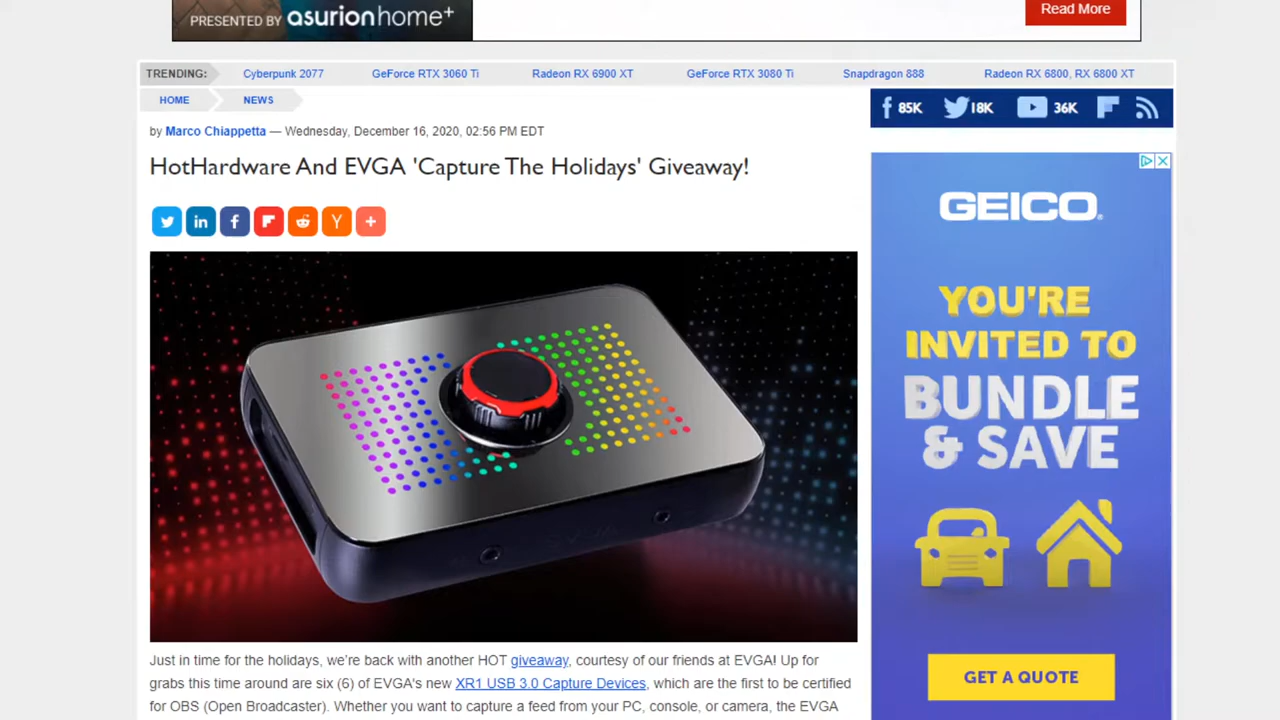 PRESENTED BY asurion home+
Read More
TRENDING: Cyberpunk 2077 GeForce RTX 3060 Ti Radeon RX 6900 XT GeForce RTX 3080 Ti Snapdragon 888 Radeon RX 6800, RX 6800 XT
HOME NEWS
85K 18K 36K
by Marco Chiappetta — Wednesday, December 16, 2020, 02:56 PM EDT
HotHardware And EVGA 'Capture The Holidays' Giveaway!
Just in time for the holidays, we're back with another HOT giveaway, courtesy of our friends at EVGA! Up for
grabs this time around are six (6) of EVGA's new XR1 USB 3.0 Capture Devices, which are the first to be certified
for OBS (Open Broadcaster). Whether you want to capture a feed from your PC, console, or camera, the EVGA
GEICO.
YOU'RE
INVITED TO
BUNDLE
& SAVE
GET A QUOTE